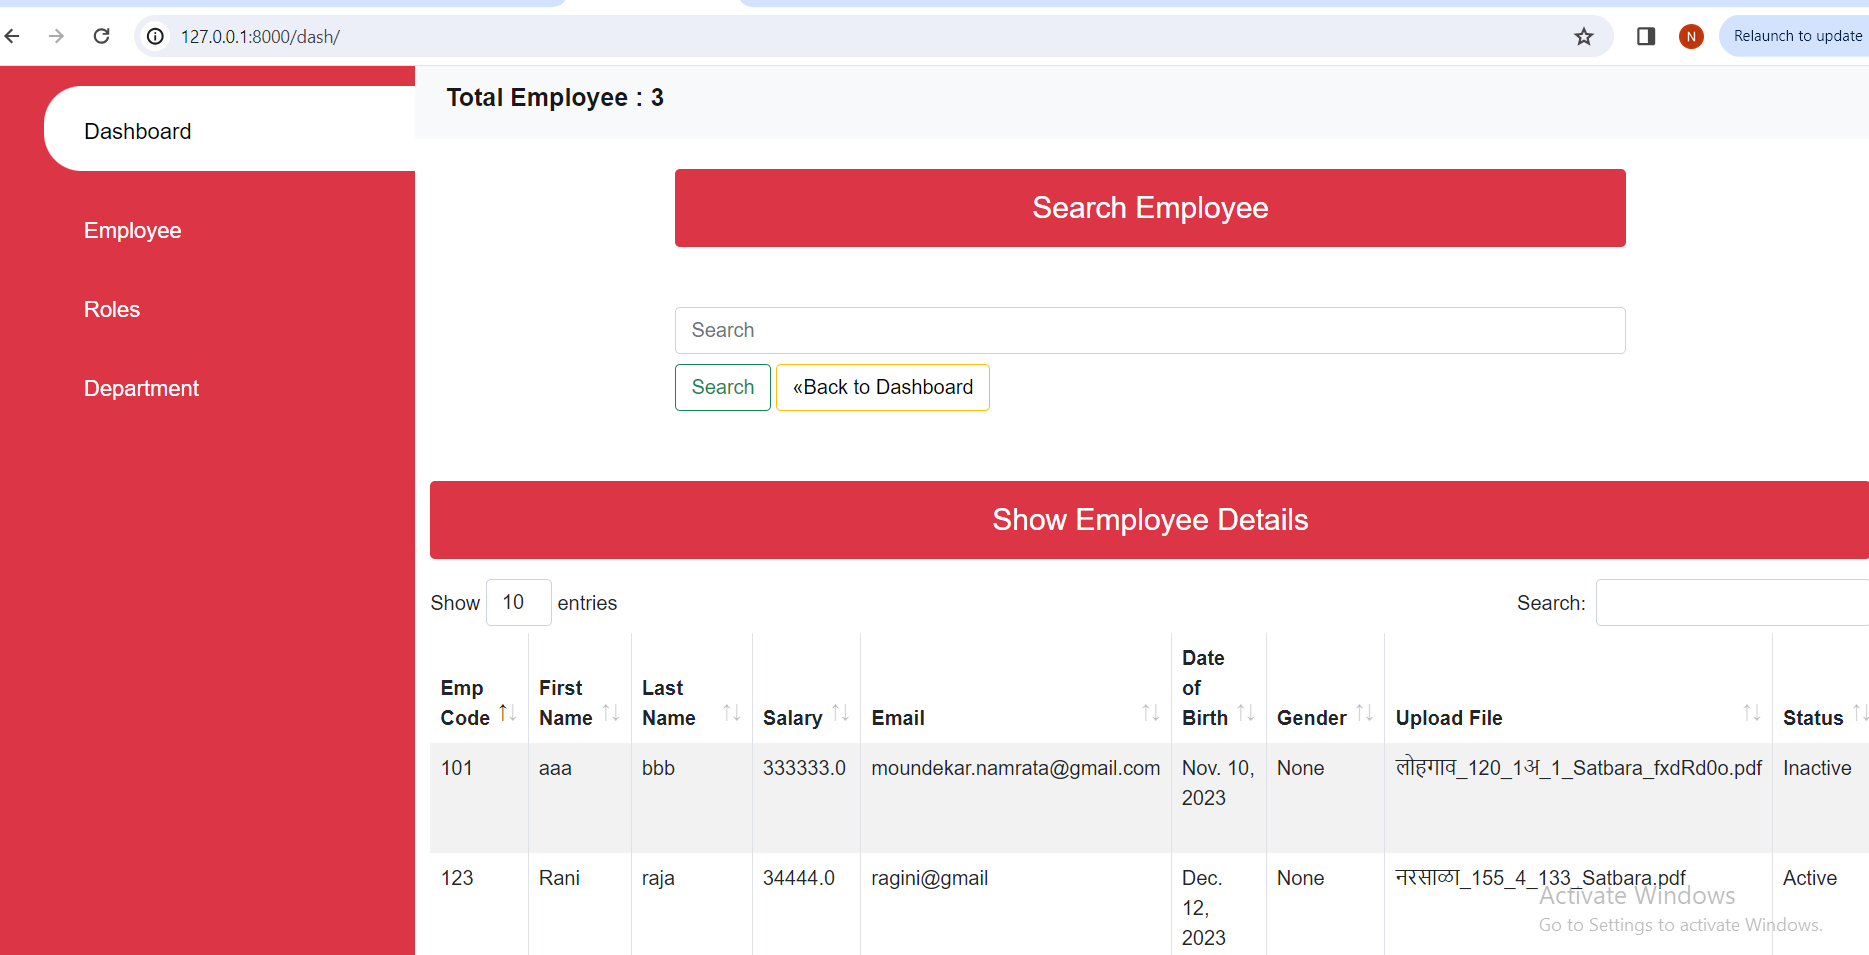 127.0.0.1:8000/dash/
N
Relaunch to update
Total Employee : 3
Dashboard
Employee
Roles
Department
Search Employee
Search
Search «Back to Dashboard
Show Employee Details
Show 10 entries Search:
Emp Code First Name Last Name Salary Email Date of Birth Gender Upload File Status
101 aaa bbb 333333.0 moundekar.namrata@gmail.com Nov. 10, 2023 None लोहगाव_120_1अ_1_Satbara_fxdRd0o.pdf Inactive
123 Rani raja 34444.0 ragini@gmail Dec. 12, 2023 None नरसाळा_155_4_133_Satbara.pdf Active
Activate Windows
Go to Settings to activate Windows.